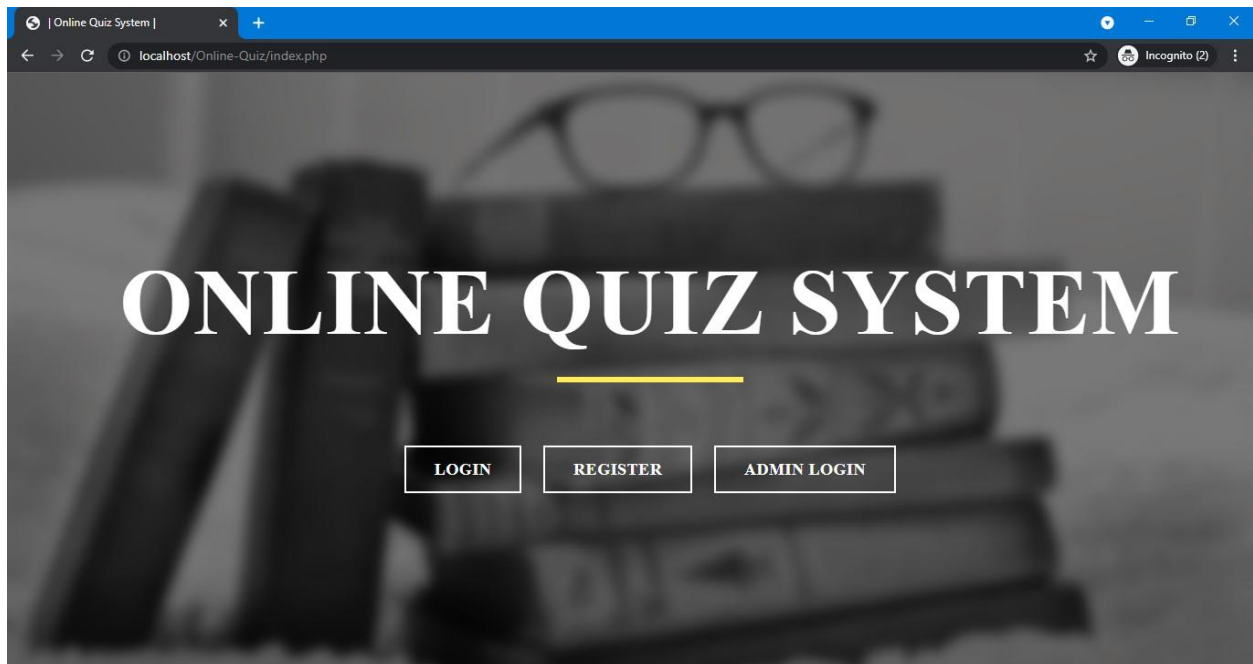 | Online Quiz System |
localhost/Online-Quiz/index.php
Incognito (2)
ONLINE QUIZ SYSTEM
LOGIN REGISTER ADMIN LOGIN